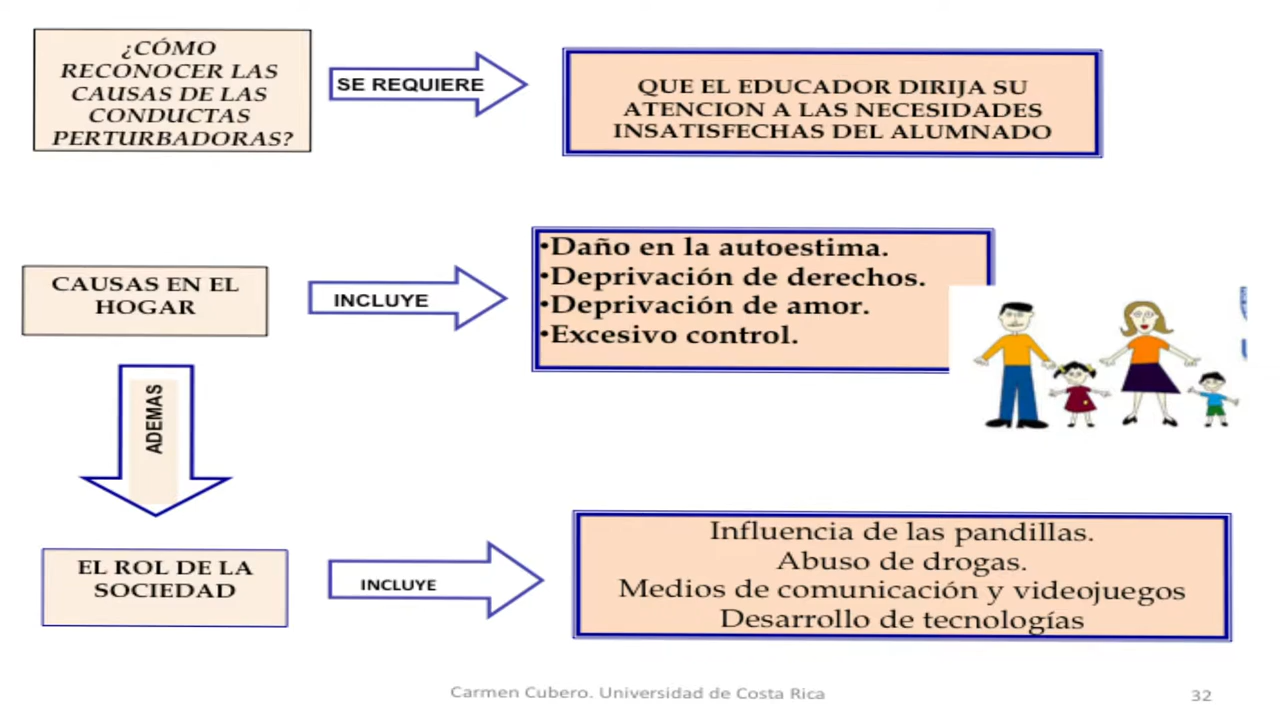 ¿CÓMO
RECONOCER LAS
CAUSAS DE LAS
CONDUCTAS
PERTURBADORAS?
SE REQUIERE
QUE EL EDUCADOR DIRIJA SU
ATENCION A LAS NECESIDADES
INSATISFECHAS DEL ALUMNADO
CAUSAS EN EL
HOGAR
INCLUYE
•Daño en la autoestima.
•Deprivación de derechos.
•Deprivación de amor.
•Excesivo control.
ADEMAS
EL ROL DE LA
SOCIEDAD
INCLUYE
Influencia de las pandillas.
Abuso de drogas.
Medios de comunicación y videojuegos
Desarrollo de tecnologías
Carmen Cubero. Universidad de Costa Rica
32